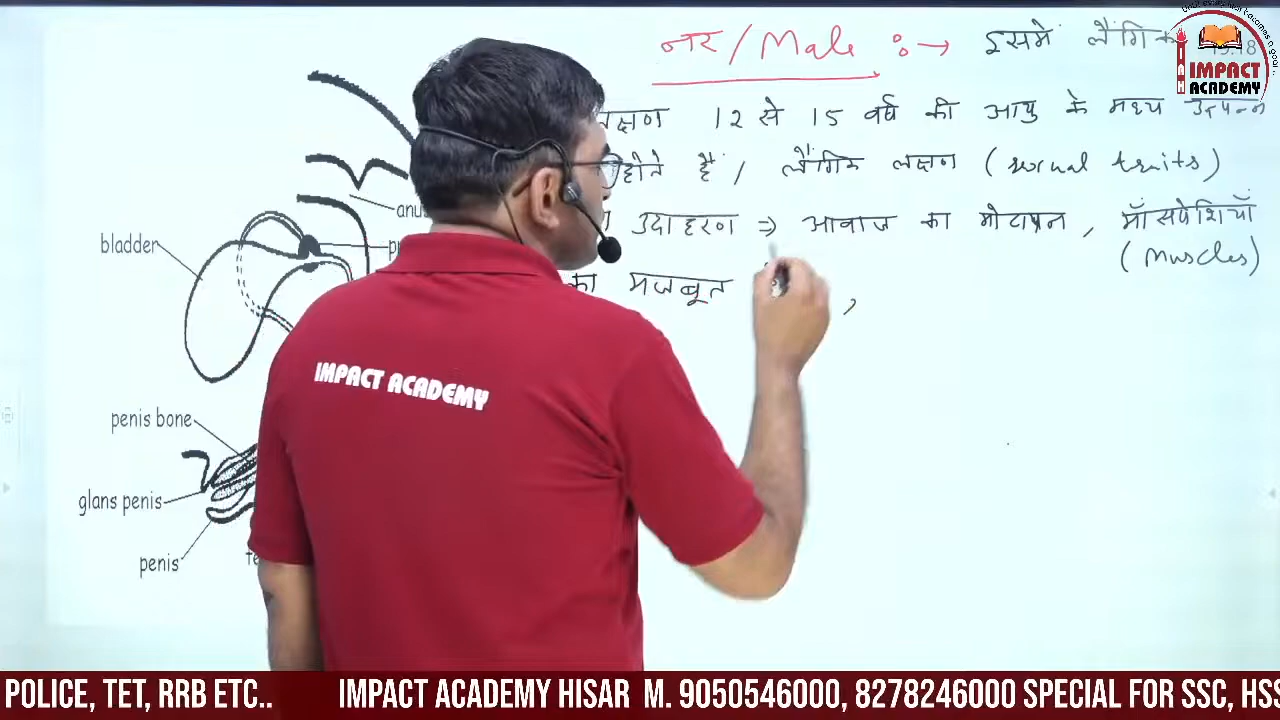 नर / Male :→ इसमें लैंगिक
लक्षण 12 से 15 वर्ष की आयु के मध्य उत्पन्न
होते हैं, लैंगिक लक्षण (sexual traits)
उदाहरण ⇒ आवाज का मोटापन, माँसपेशियाँ
(Muscles)
का मजबूत ,
IMPACT
ACADEMY
bladder
anus
penis bone
glans penis
penis
IMPACT ACADEMY
POLICE, TET, RRB ETC.. IMPACT ACADEMY HISAR M. 9050546000, 8278246000 SPECIAL FOR SSC, HSS